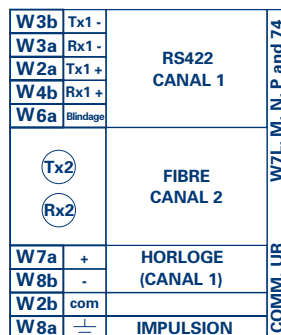 W3b Tx1 -
W3a Rx1 -
W2a Tx1 +
W4b Rx1 +
W6a Blindage
RS422
CANAL 1
Tx2
Rx2
FIBRE
CANAL 2
W7a +
W8b -
HORLOGE
(CANAL 1)
W2b com
W8a
IMPULSION
COMM. UR
W7L, M, N, P and 74